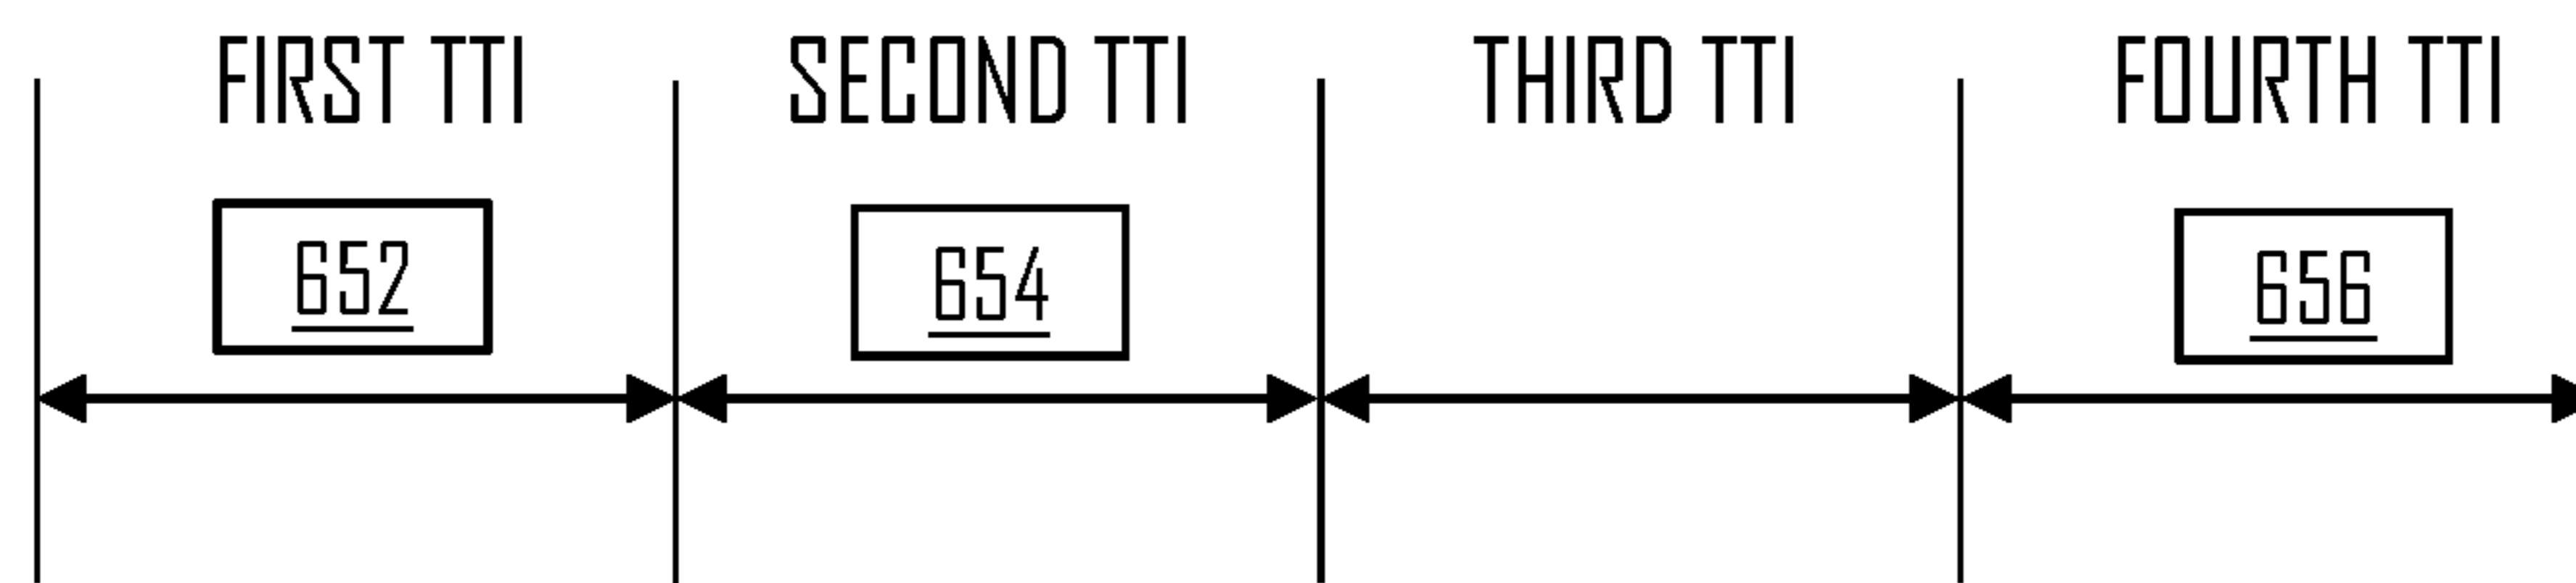 FIRST TTI SECOND TTI THIRD TTI FOURTH TTI
652 654 656